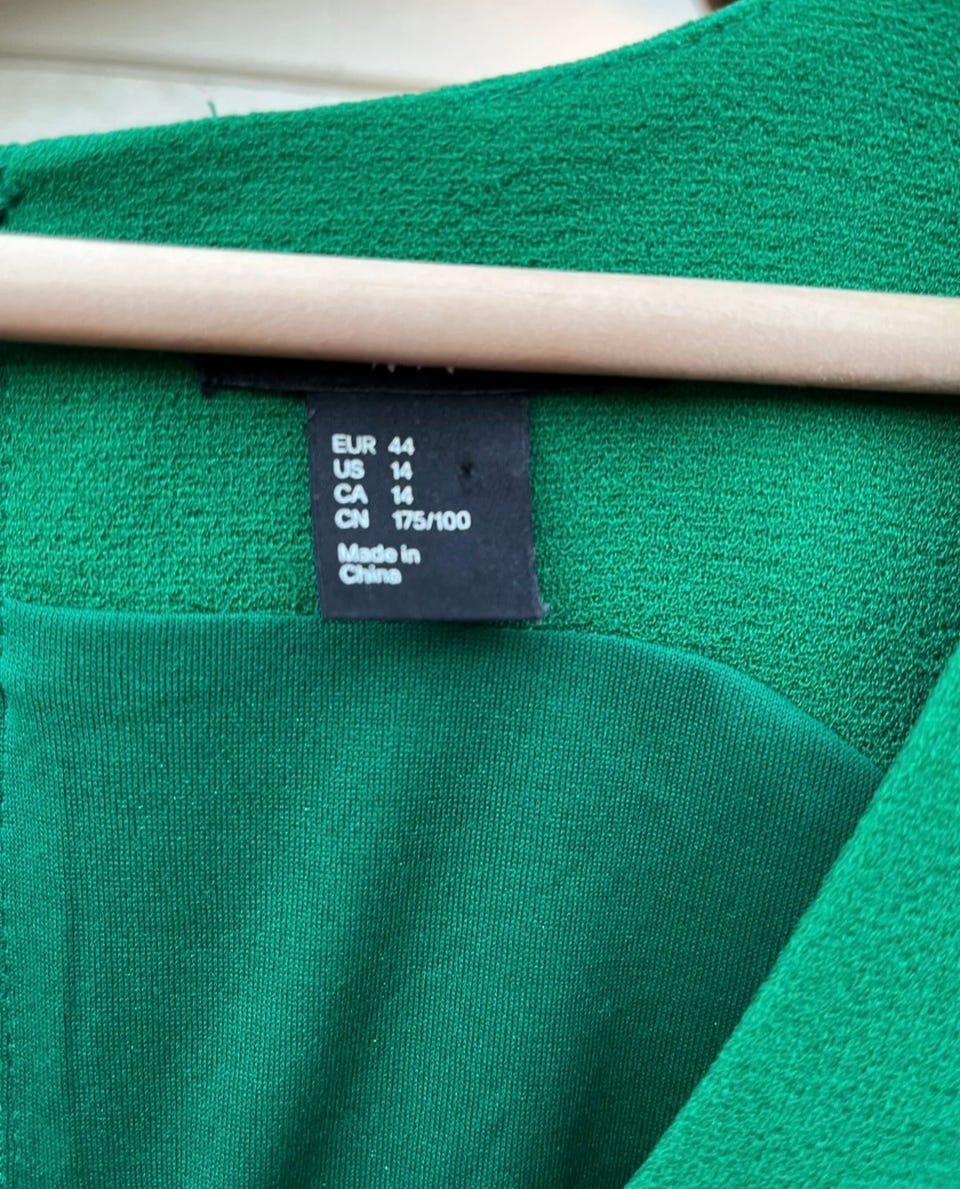 EUR 44
US 14
CA 14
CN 175/100
Made in
China